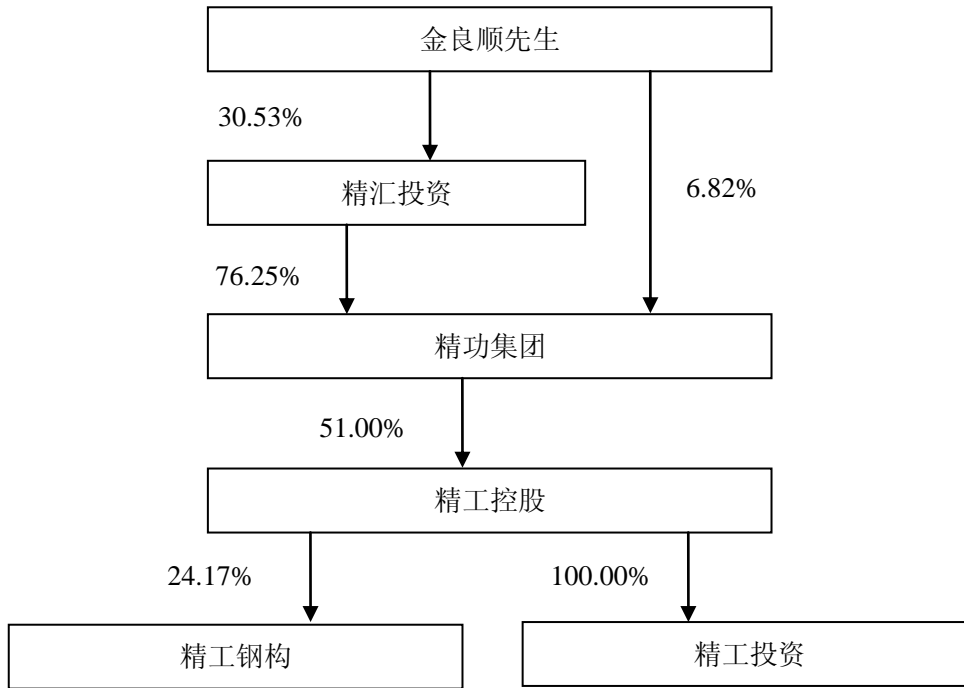 金良顺先生
30.53%
精汇投资
6.82%
76.25%
精功集团
51.00%
精工控股
24.17%
100.00%
精工钢构
精工投资